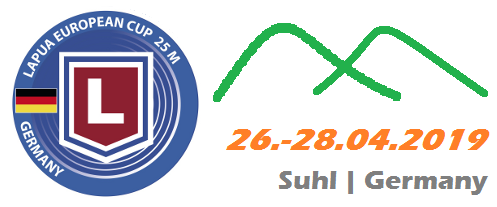 LAPUA EUROPEAN CUP 25 M
GERMANY
L
26.-28.04.2019
Suhl | Germany